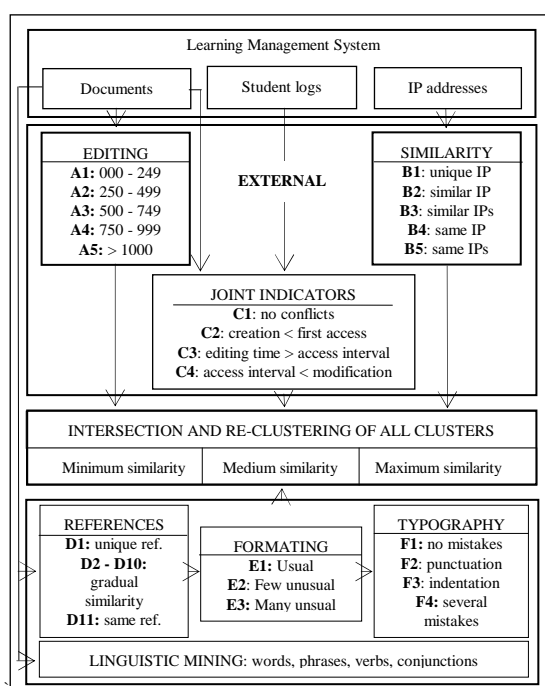 Learning Management System
Documents
Student logs
IP addresses
EDITING
A1: 000 - 249
A2: 250 - 499
A3: 500 - 749
A4: 750 - 999
A5: > 1000
EXTERNAL
SIMILARITY
B1: unique IP
B2: similar IP
B3: similar IPs
B4: same IP
B5: same IPs
JOINT INDICATORS
C1: no conflicts
C2: creation < first access
C3: editing time > access interval
C4: access interval < modification
INTERSECTION AND RE-CLUSTERING OF ALL CLUSTERS
Minimum similarity
Medium similarity
Maximum similarity
REFERENCES
D1: unique ref.
D2 - D10:
gradual
similarity
D11: same ref.
FORMATING
E1: Usual
E2: Few unusual
E3: Many unsual
TYPOGRAPHY
F1: no mistakes
F2: punctuation
F3: indentation
F4: several
mistakes
LINGUISTIC MINING: words, phrases, verbs, conjunctions